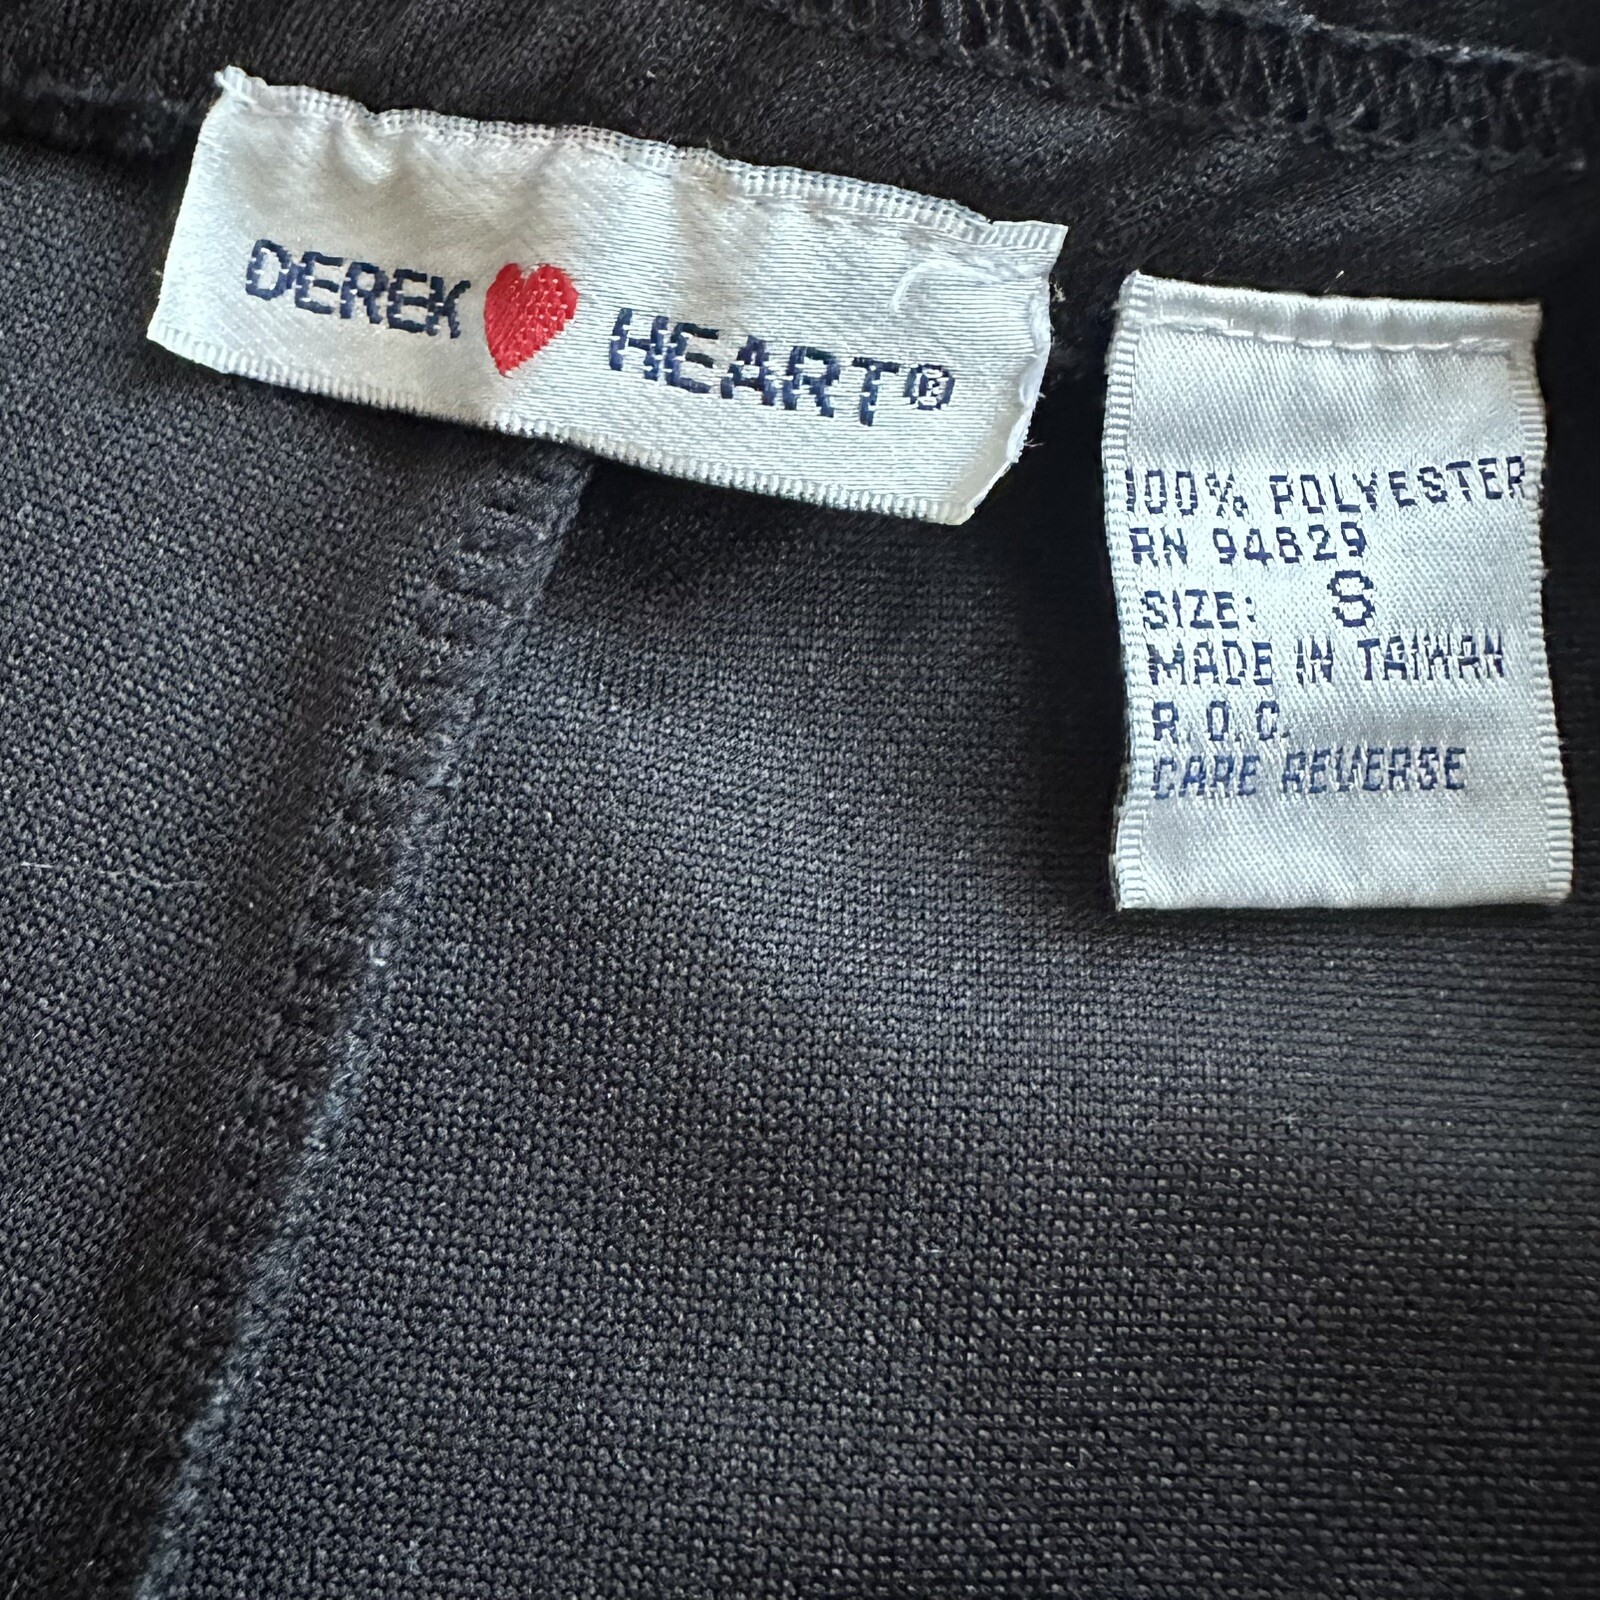 DEREK HEART®
100% POLYESTER
RN 94829
SIZE: S
MADE IN TAIWAN
R.O.C.
CARE REVERSE